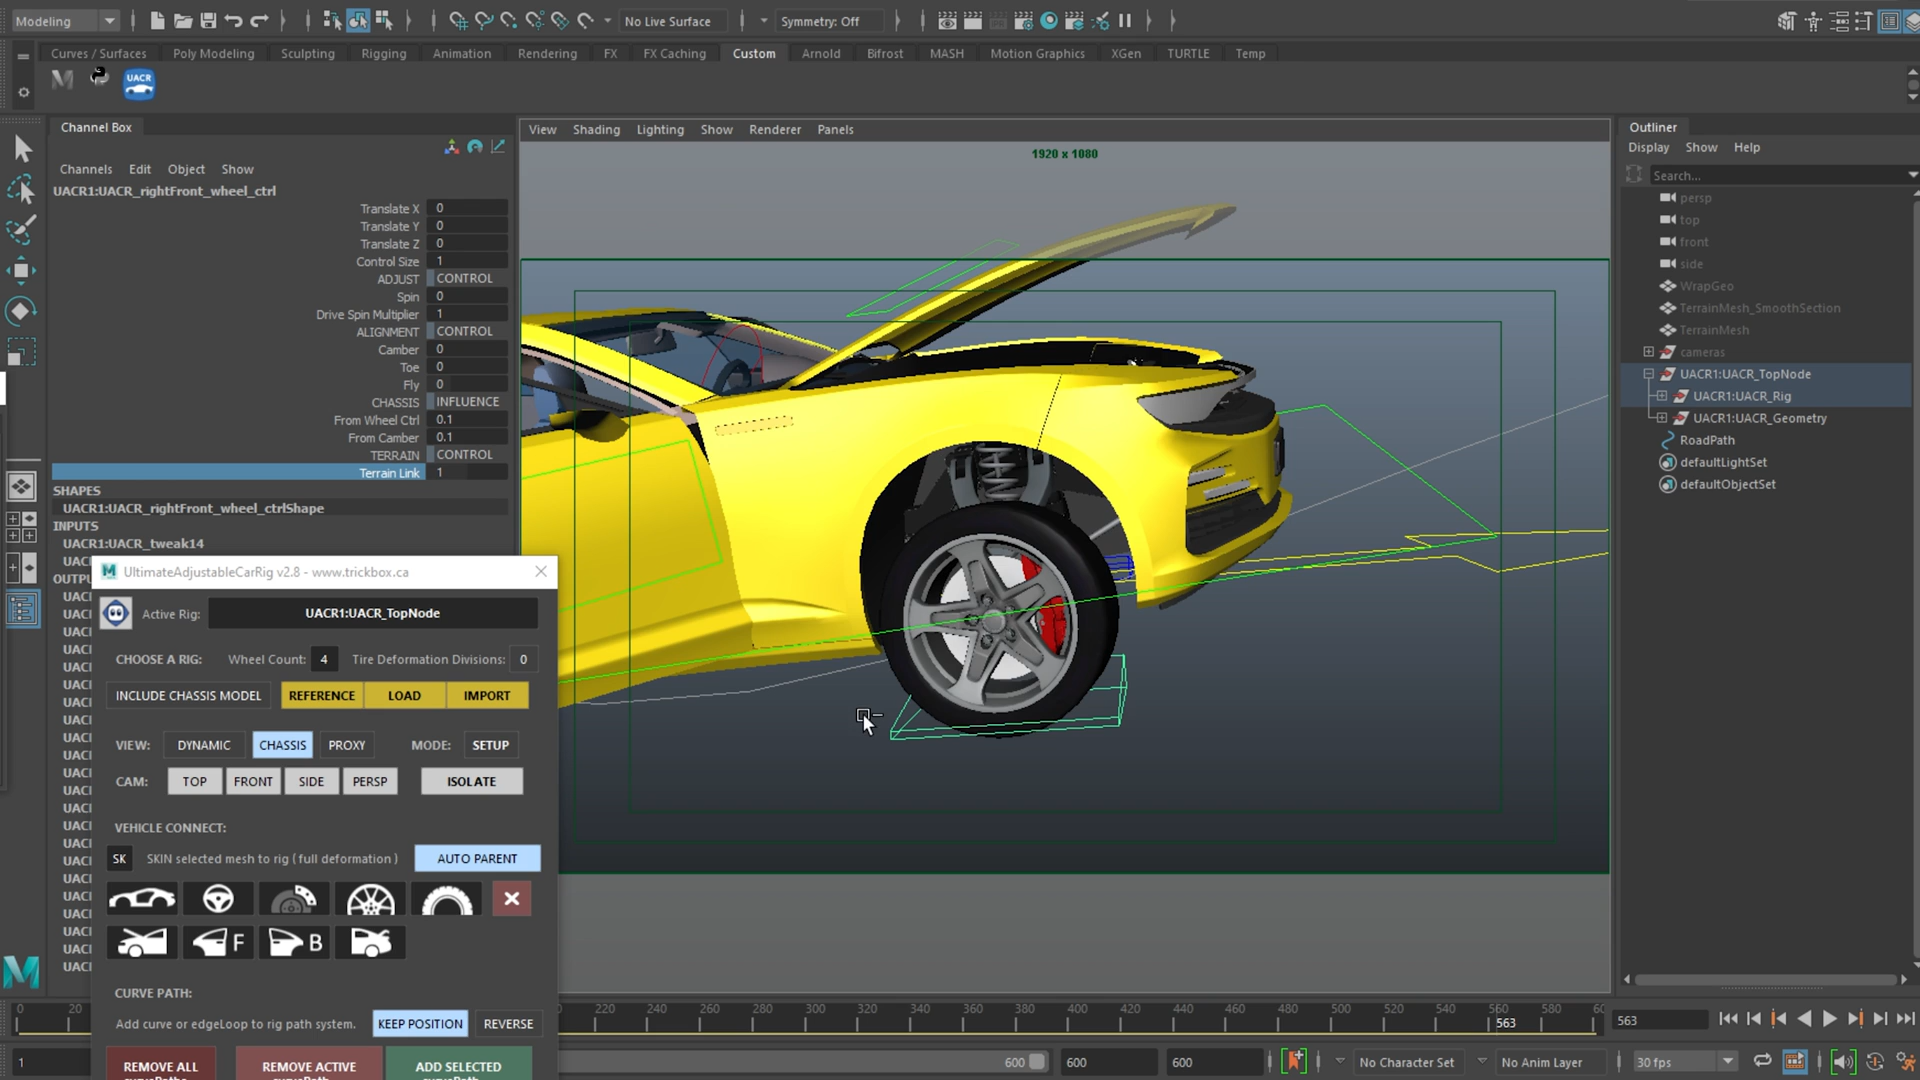 Modeling
No Live Surface
Symmetry: Off
Curves / Surfaces Poly Modeling Sculpting Rigging Animation Rendering FX FX Caching Custom Arnold Bifrost MASH Motion Graphics XGen TURTLE Temp
UACR
Channel Box
Channels Edit Object Show
UACR1:UACR_rightFront_wheel_ctrl
Translate X 0
Translate Y 0
Translate Z 0
Control Size 1
ADJUST CONTROL
Spin 0
Drive Spin Multiplier 1
ALIGNMENT CONTROL
Camber 0
Toe 0
Fly 0
CHASSIS INFLUENCE
From Wheel Ctrl 0.1
From Camber 0.1
TERRAIN CONTROL
Terrain Link 1
SHAPES
UACR1:UACR_rightFront_wheel_ctrlShape
INPUTS
UACR1:UACR_tweak14
View Shading Lighting Show Renderer Panels
1920 x 1080
Outliner
Display Show Help
Search...
persp
top
front
side
WrapGeo
TerrainMesh_SmoothSection
TerrainMesh
cameras
UACR1:UACR_TopNode
UACR1:UACR_Rig
UACR1:UACR_Geometry
RoadPath
defaultLightSet
defaultObjectSet
UltimateAdjustableCarRig v2.8 - www.trickbox.ca
Active Rig: UACR1:UACR_TopNode
CHOOSE A RIG: Wheel Count: 4 Tire Deformation Divisions: 0
INCLUDE CHASSIS MODEL REFERENCE LOAD IMPORT
VIEW: DYNAMIC CHASSIS PROXY MODE: SETUP
CAM: TOP FRONT SIDE PERSP ISOLATE
VEHICLE CONNECT:
SK SKIN selected mesh to rig ( full deformation ) AUTO PARENT
F B
CURVE PATH:
Add curve or edgeLoop to rig path system. KEEP POSITION REVERSE
REMOVE ALL REMOVE ACTIVE ADD SELECTED
0 20 220 240 260 280 300 320 340 360 380 400 420 440 460 480 500 520 540 560 580 60
563
563
1 600 600 600 No Character Set No Anim Layer 30 fps